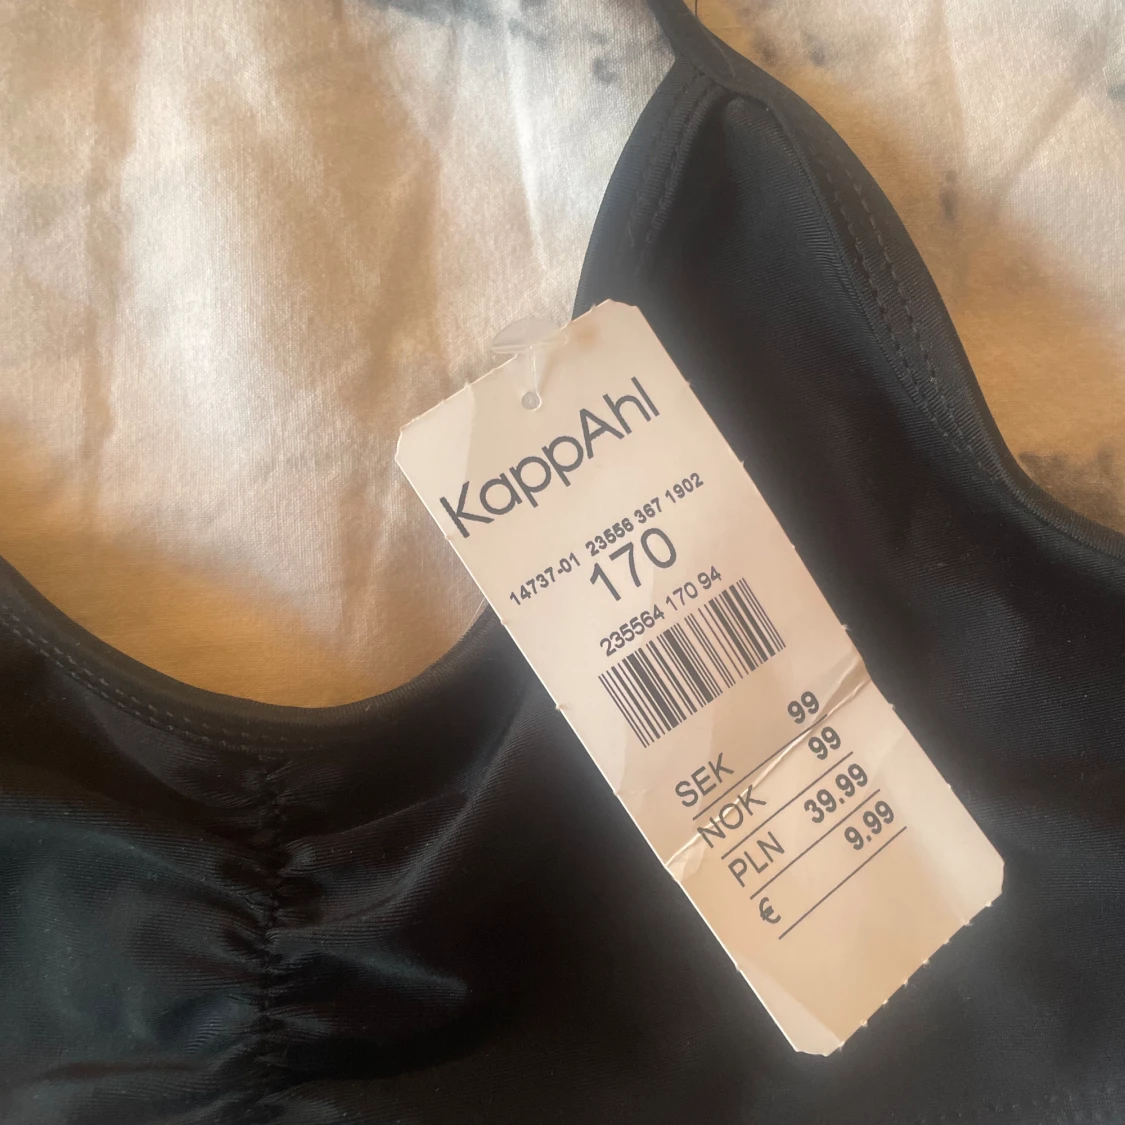 KappAhl
14737-01 23556 367 1902
170
235564 170 94
SEK 99
NOK 99
PLN 39.99
€ 9.99